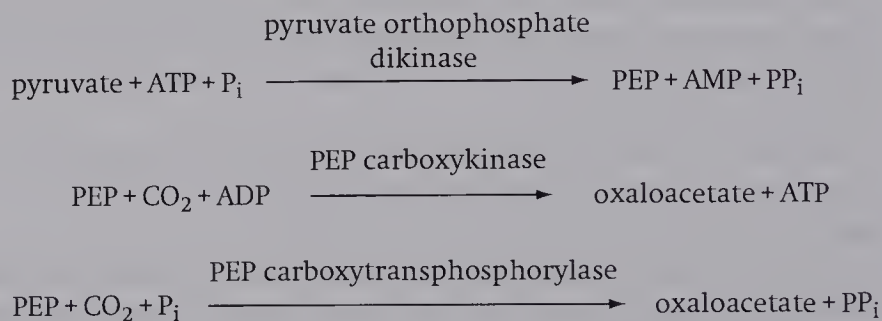 pyruvate orthophosphate
dikinase
pyruvate + ATP + Pᵢ → PEP + AMP + PPᵢ
PEP carboxykinase
PEP + CO₂ + ADP → oxaloacetate + ATP
PEP carboxytransphosphorylase
PEP + CO₂ + Pᵢ → oxaloacetate + PPᵢ